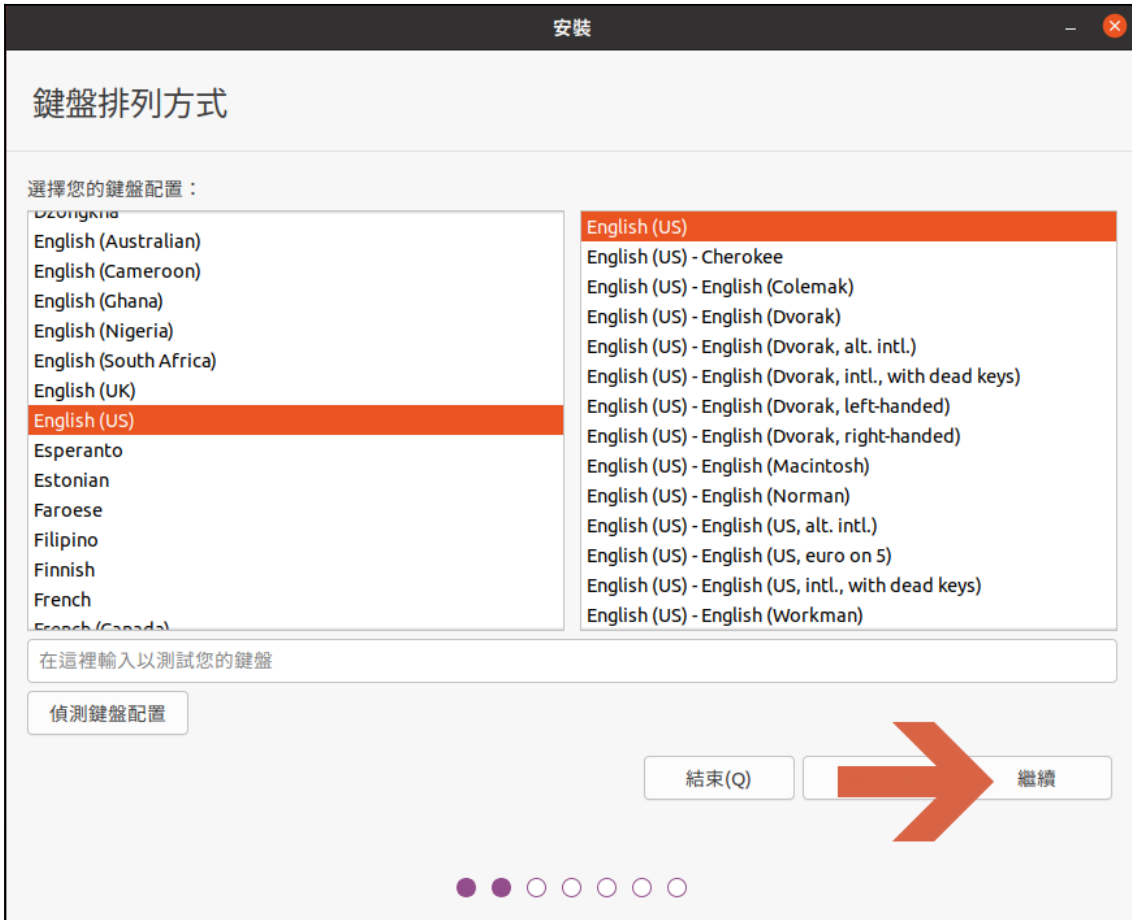 安裝
鍵盤排列方式
選擇您的鍵盤配置：
Dzongkha
English (Australian)
English (Cameroon)
English (Ghana)
English (Nigeria)
English (South Africa)
English (UK)
English (US)
Esperanto
Estonian
Faroese
Filipino
Finnish
French
French (Canada)
English (US)
English (US) - Cherokee
English (US) - English (Colemak)
English (US) - English (Dvorak)
English (US) - English (Dvorak, alt. intl.)
English (US) - English (Dvorak, intl., with dead keys)
English (US) - English (Dvorak, left-handed)
English (US) - English (Dvorak, right-handed)
English (US) - English (Macintosh)
English (US) - English (Norman)
English (US) - English (US, alt. intl.)
English (US) - English (US, euro on 5)
English (US) - English (US, intl., with dead keys)
English (US) - English (Workman)
在這裡輸入以測試您的鍵盤
偵測鍵盤配置
結束(Q)
繼續